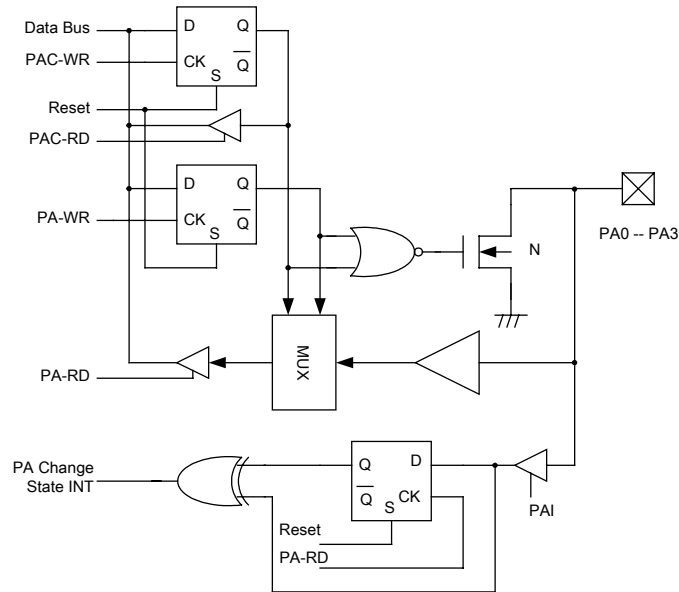 Data Bus
D Q
PAC-WR
CK Q
S
Reset
PAC-RD
D Q
PA-WR
CK Q
S
N
PA0 -- PA3
MUX
PA-RD
PA Change
State INT
Q D
Q CK
S
PAI
Reset
PA-RD